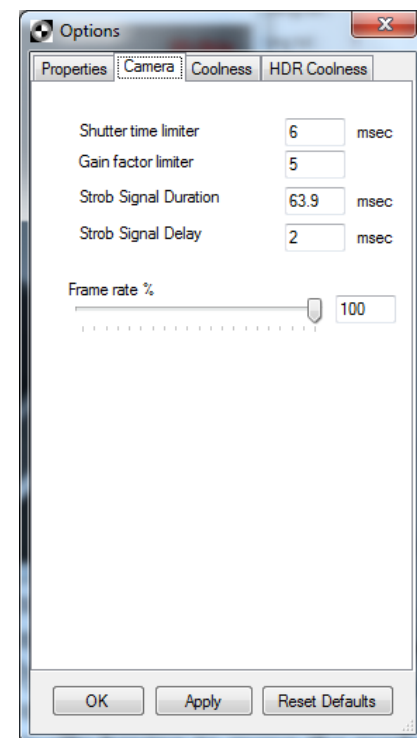 Options
Properties Camera Coolness HDR Coolness
Shutter time limiter 6 msec
Gain factor limiter 5
Strob Signal Duration 63.9 msec
Strob Signal Delay 2 msec
Frame rate %
100
OK Apply Reset Defaults